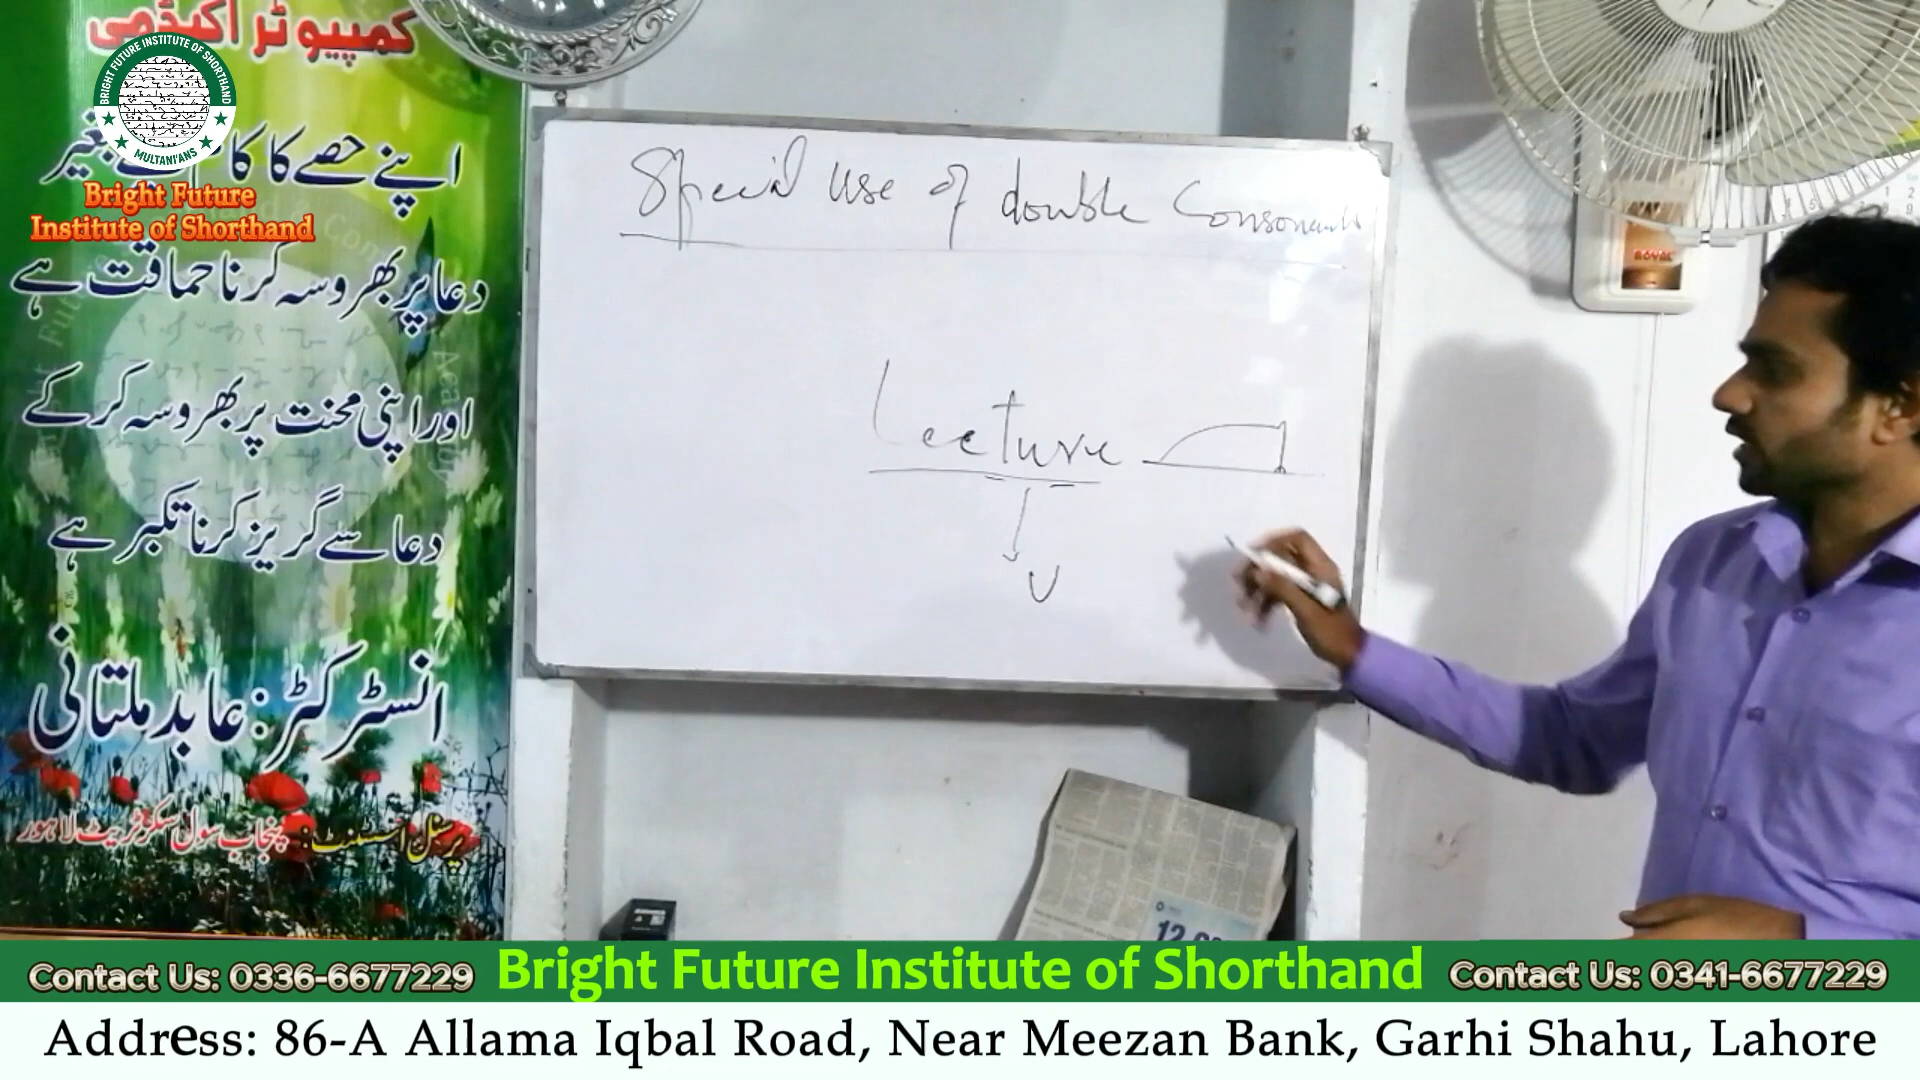 کمپیوٹر اکیڈمی
BRIGHT FUTURE INSTITUTE OF SHORTHAND
MULTANI'ANS
Bright Future
Institute of Shorthand
اپنے حصے کا کام بغیر
دعا پر بھروسہ کرنا حماقت ہے
اور اپنی محنت پر بھروسہ کر کے
دعا سے گریز کرنا تکبر ہے
انسٹرکٹر: عابد ملتانی
پرسنل اسسٹنٹ: پنجاب سول سیکرٹریٹ لاہور
Special use of double Consonants
Lecture
U
ROYAL
Contact Us: 0336-6677229
Bright Future Institute of Shorthand
Contact Us: 0341-6677229
Address: 86-A Allama Iqbal Road, Near Meezan Bank, Garhi Shahu, Lahore